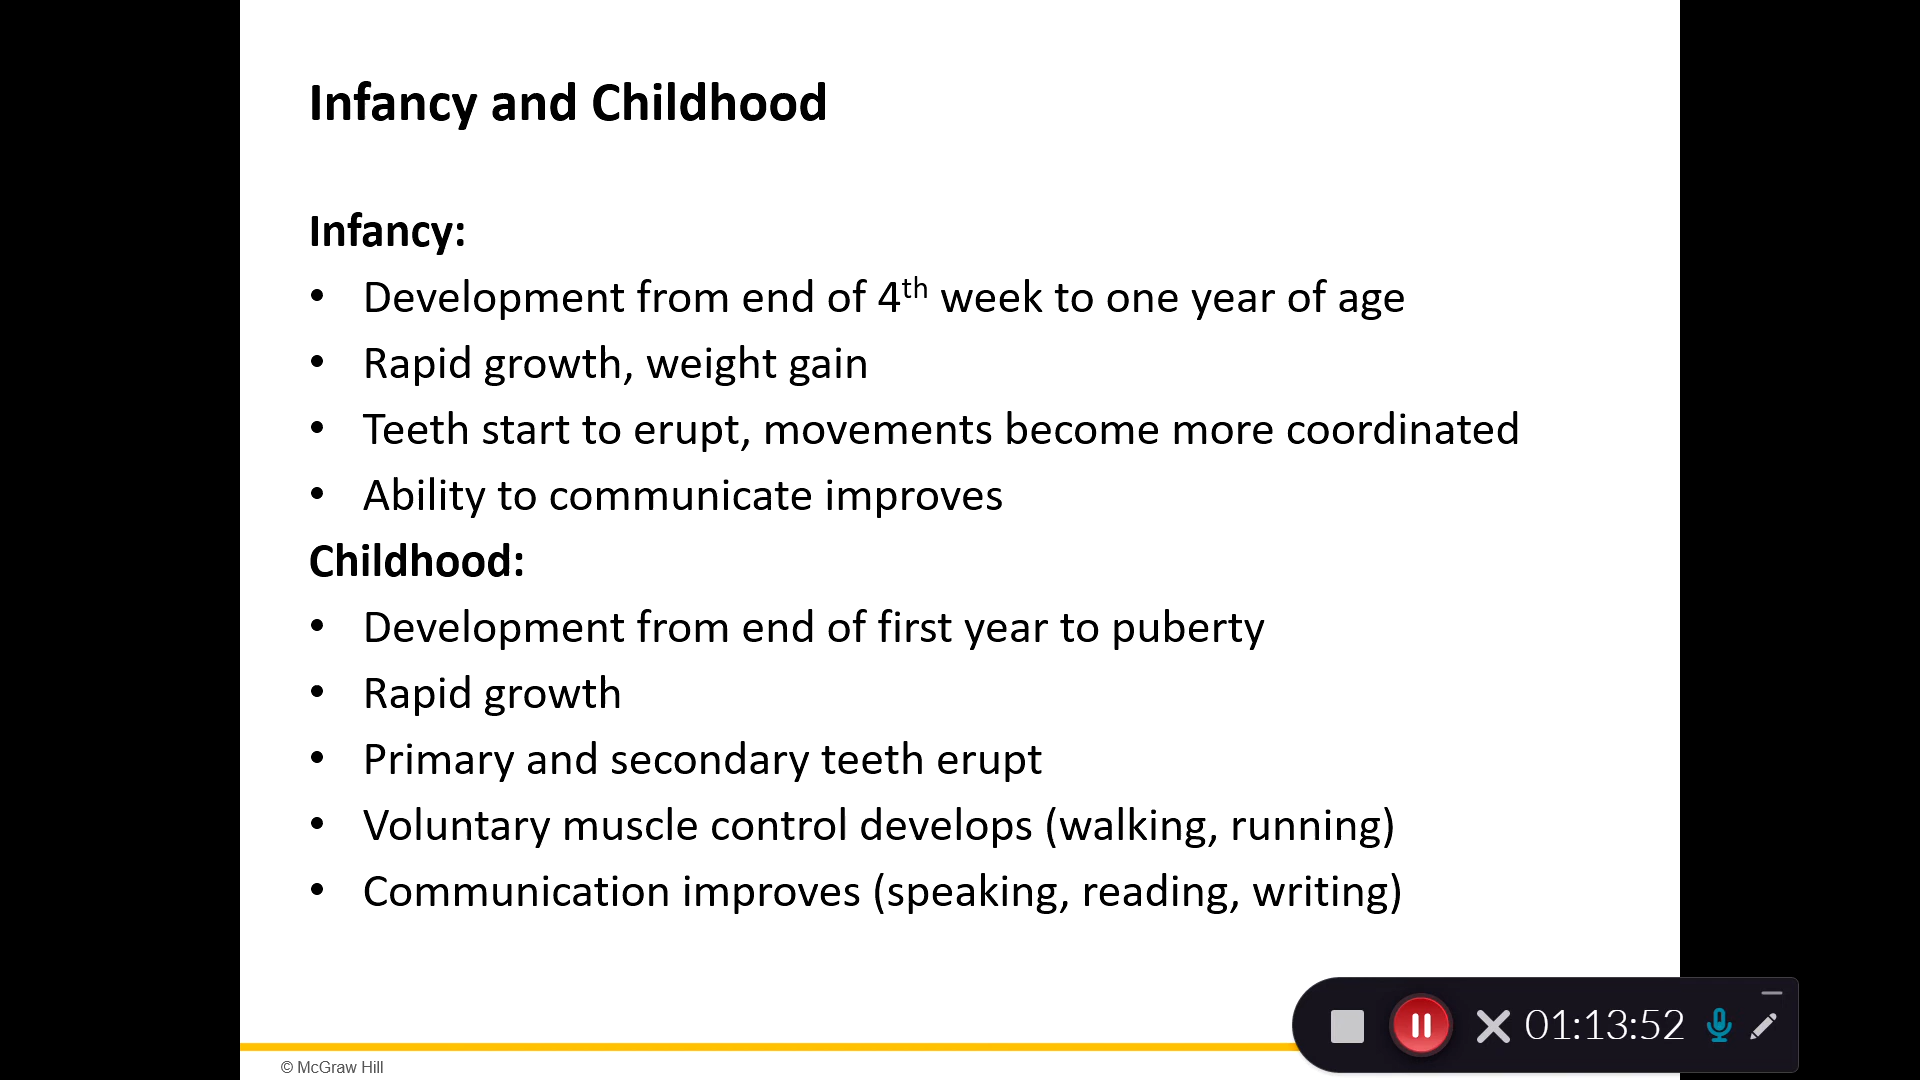 Infancy and Childhood
Infancy:
• Development from end of 4th week to one year of age
• Rapid growth, weight gain
• Teeth start to erupt, movements become more coordinated
• Ability to communicate improves
Childhood:
• Development from end of first year to puberty
• Rapid growth
• Primary and secondary teeth erupt
• Voluntary muscle control develops (walking, running)
• Communication improves (speaking, reading, writing)
01:13:52
© McGraw Hill